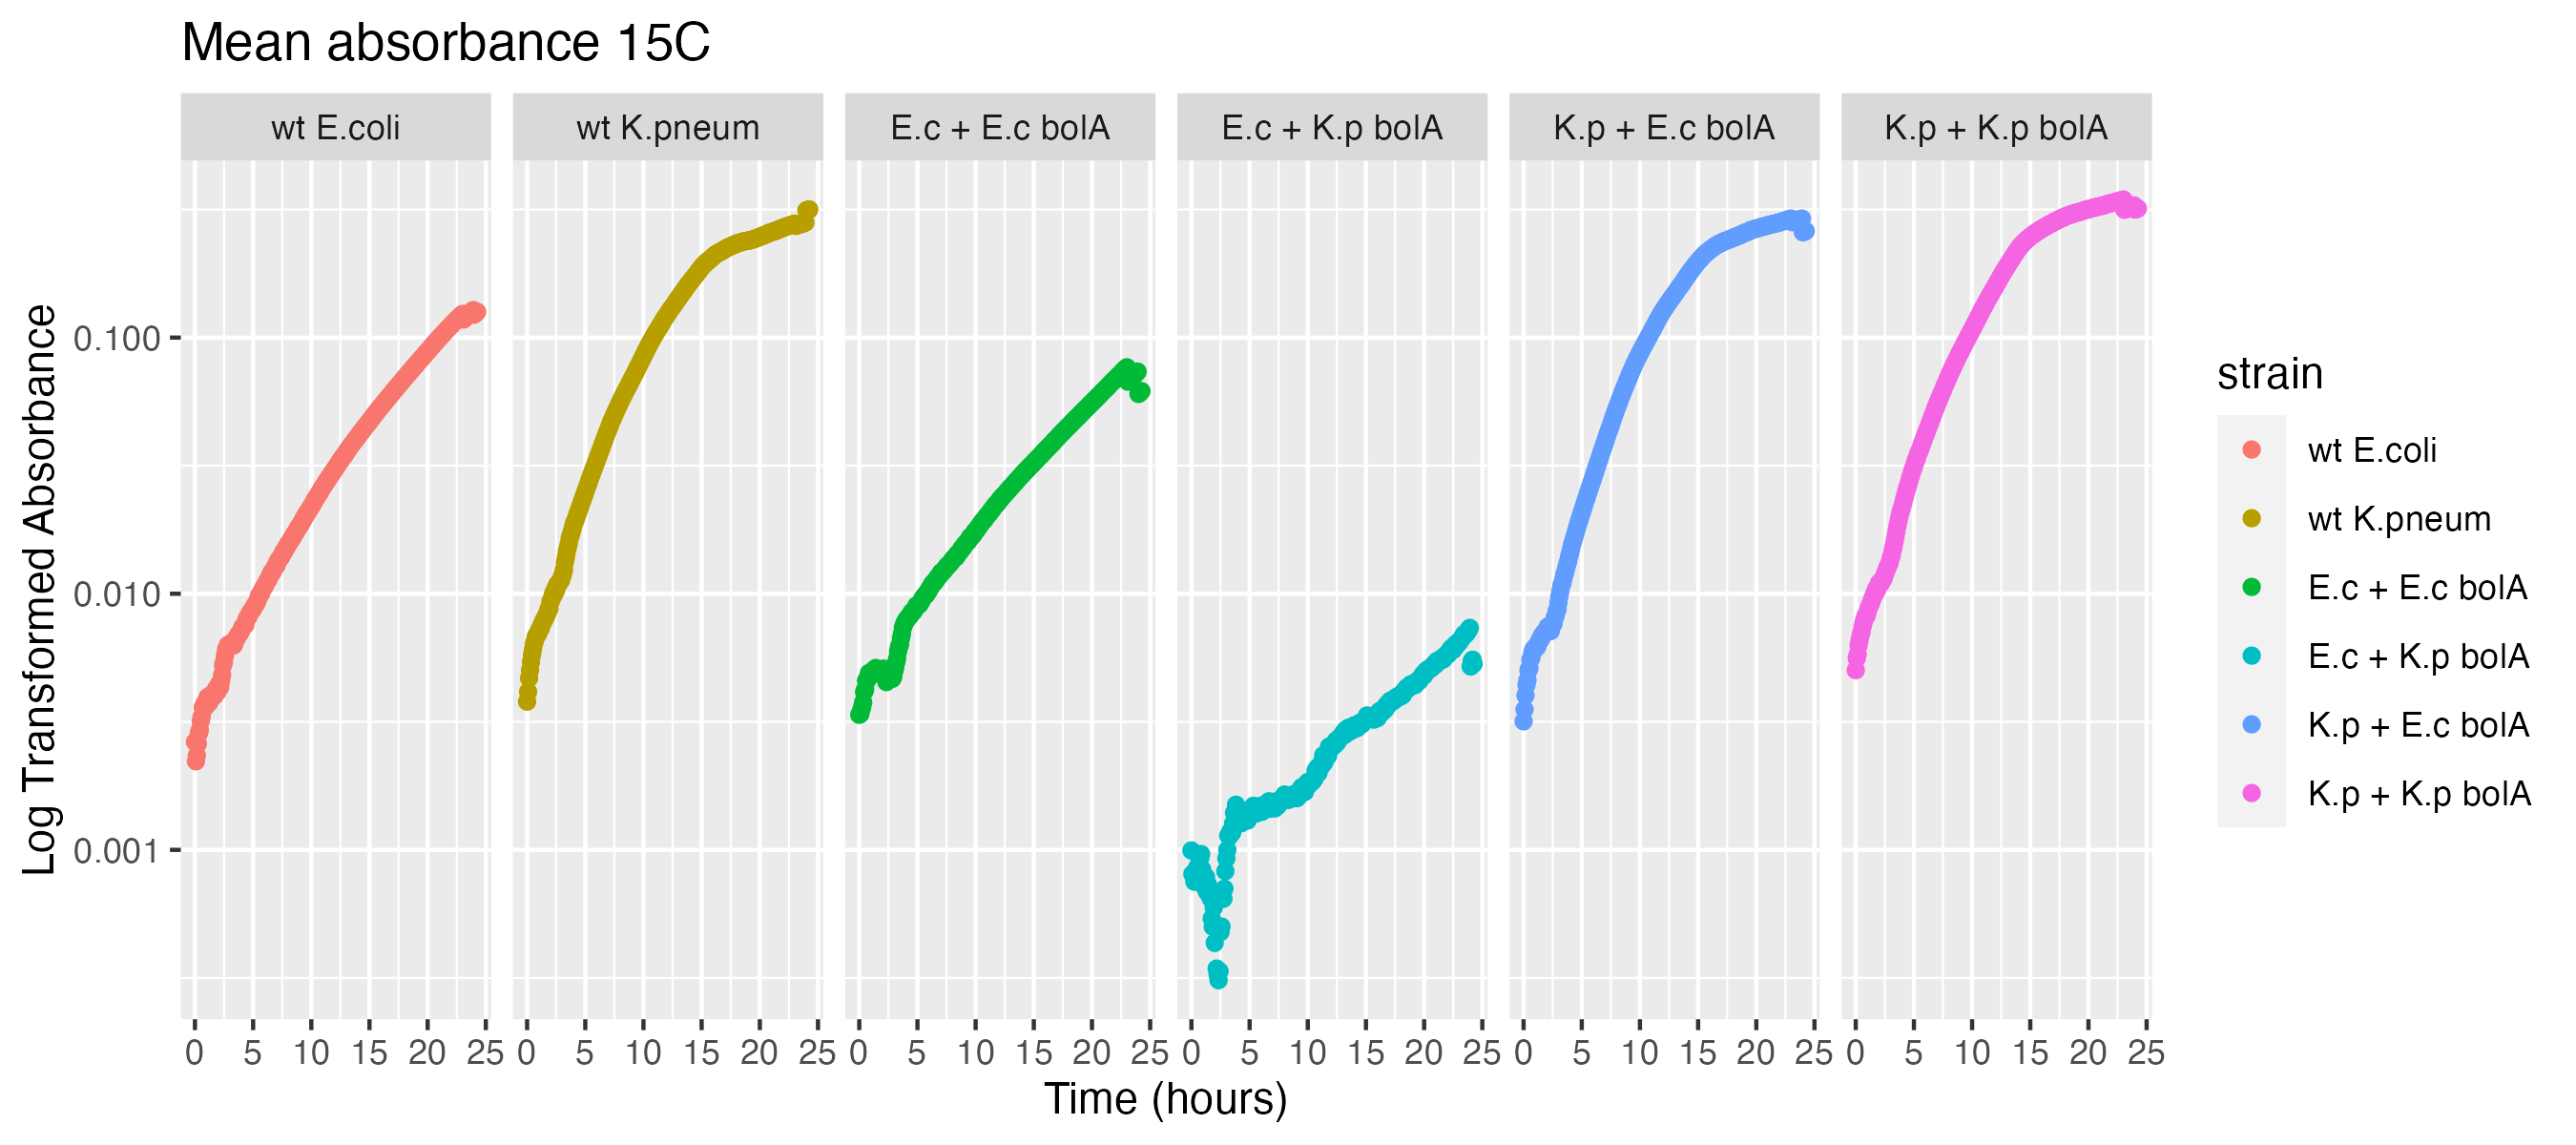 Mean absorbance 15C
wt E.coli
wt K.pneum
E.c + E.c bolA
E.c + K.p bolA
K.p + E.c bolA
K.p + K.p bolA
Log Transformed Absorbance
0.100
0.010
0.001
0 5 10 15 20 25
0 5 10 15 20 25
0 5 10 15 20 25
0 5 10 15 20 25
0 5 10 15 20 25
0 5 10 15 20 25
Time (hours)
strain
wt E.coli
wt K.pneum
E.c + E.c bolA
E.c + K.p bolA
K.p + E.c bolA
K.p + K.p bolA